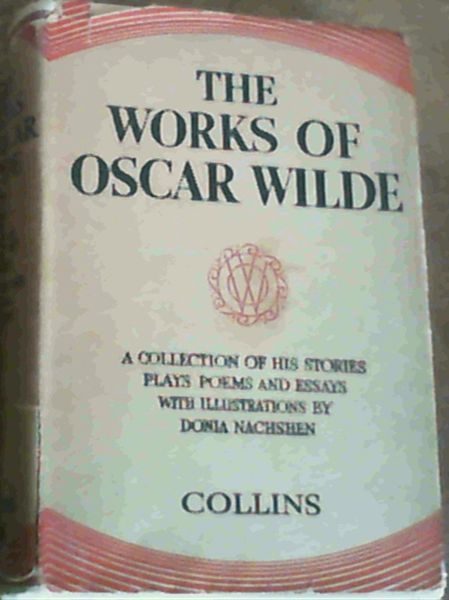 THE
WORKS OF
OSCAR WILDE
A COLLECTION OF HIS STORIES
PLAYS POEMS AND ESSAYS
WITH ILLUSTRATIONS BY
DONIA NACHSHEN
COLLINS